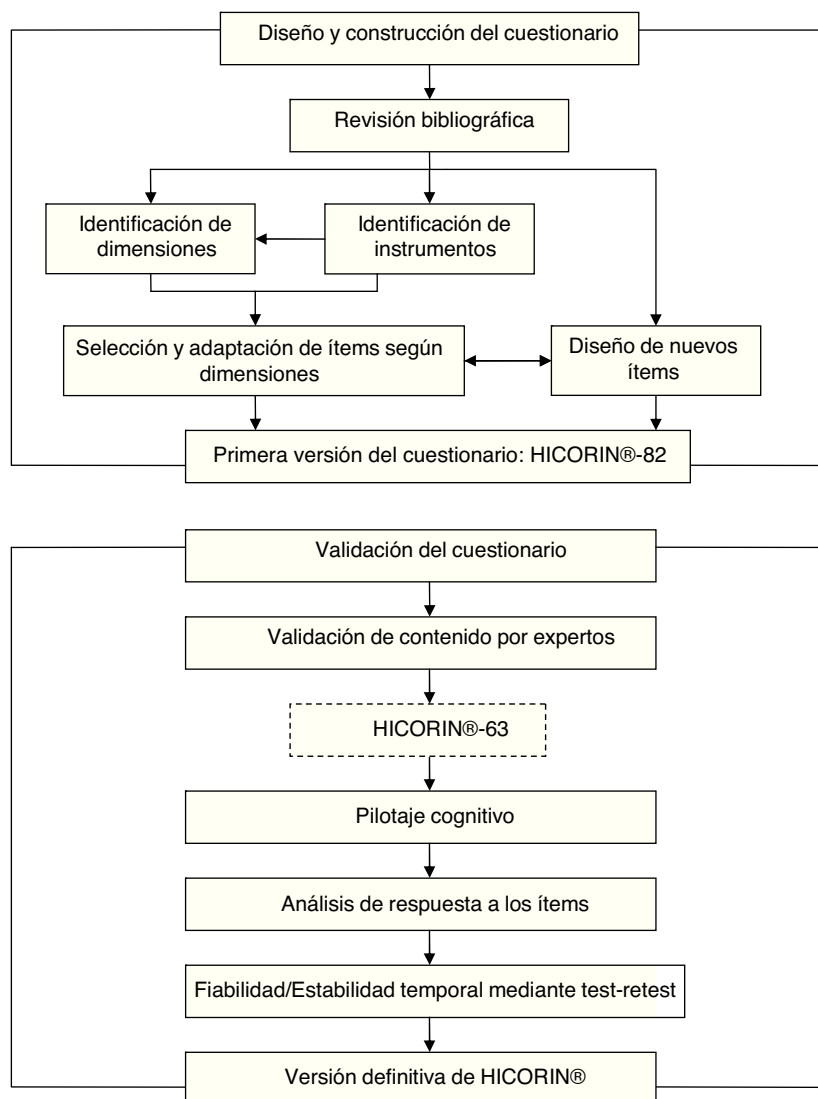 Diseño y construcción del cuestionario
Revisión bibliográfica
Identificación de
dimensiones
Identificación de
instrumentos
Selección y adaptación de ítems según
dimensiones
Diseño de nuevos
ítems
Primera versión del cuestionario: HICORIN®-82
Validación del cuestionario
Validación de contenido por expertos
HICORIN®-63
Pilotaje cognitivo
Análisis de respuesta a los ítems
Fiabilidad/Estabilidad temporal mediante test-retest
Versión definitiva de HICORIN®